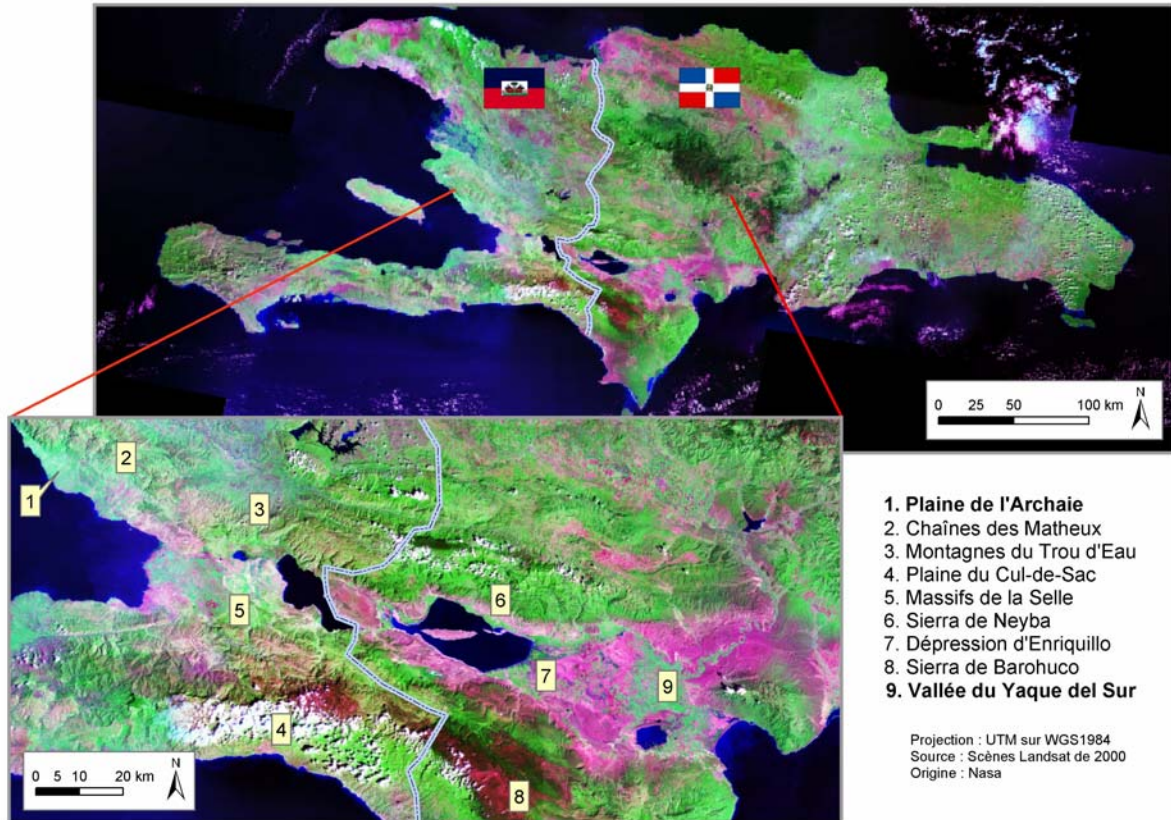 N
0 25 50 100 km
2
1
3
5
6
7
9
4
8
N
0 5 10 20 km
1. Plaine de l'Archaie
2. Chaînes des Matheux
3. Montagnes du Trou d'Eau
4. Plaine du Cul-de-Sac
5. Massifs de la Selle
6. Sierra de Neyba
7. Dépression d'Enriquillo
8. Sierra de Barohuco
9. Vallée du Yaque del Sur
Projection : UTM sur WGS1984
Source : Scènes Landsat de 2000
Origine : Nasa